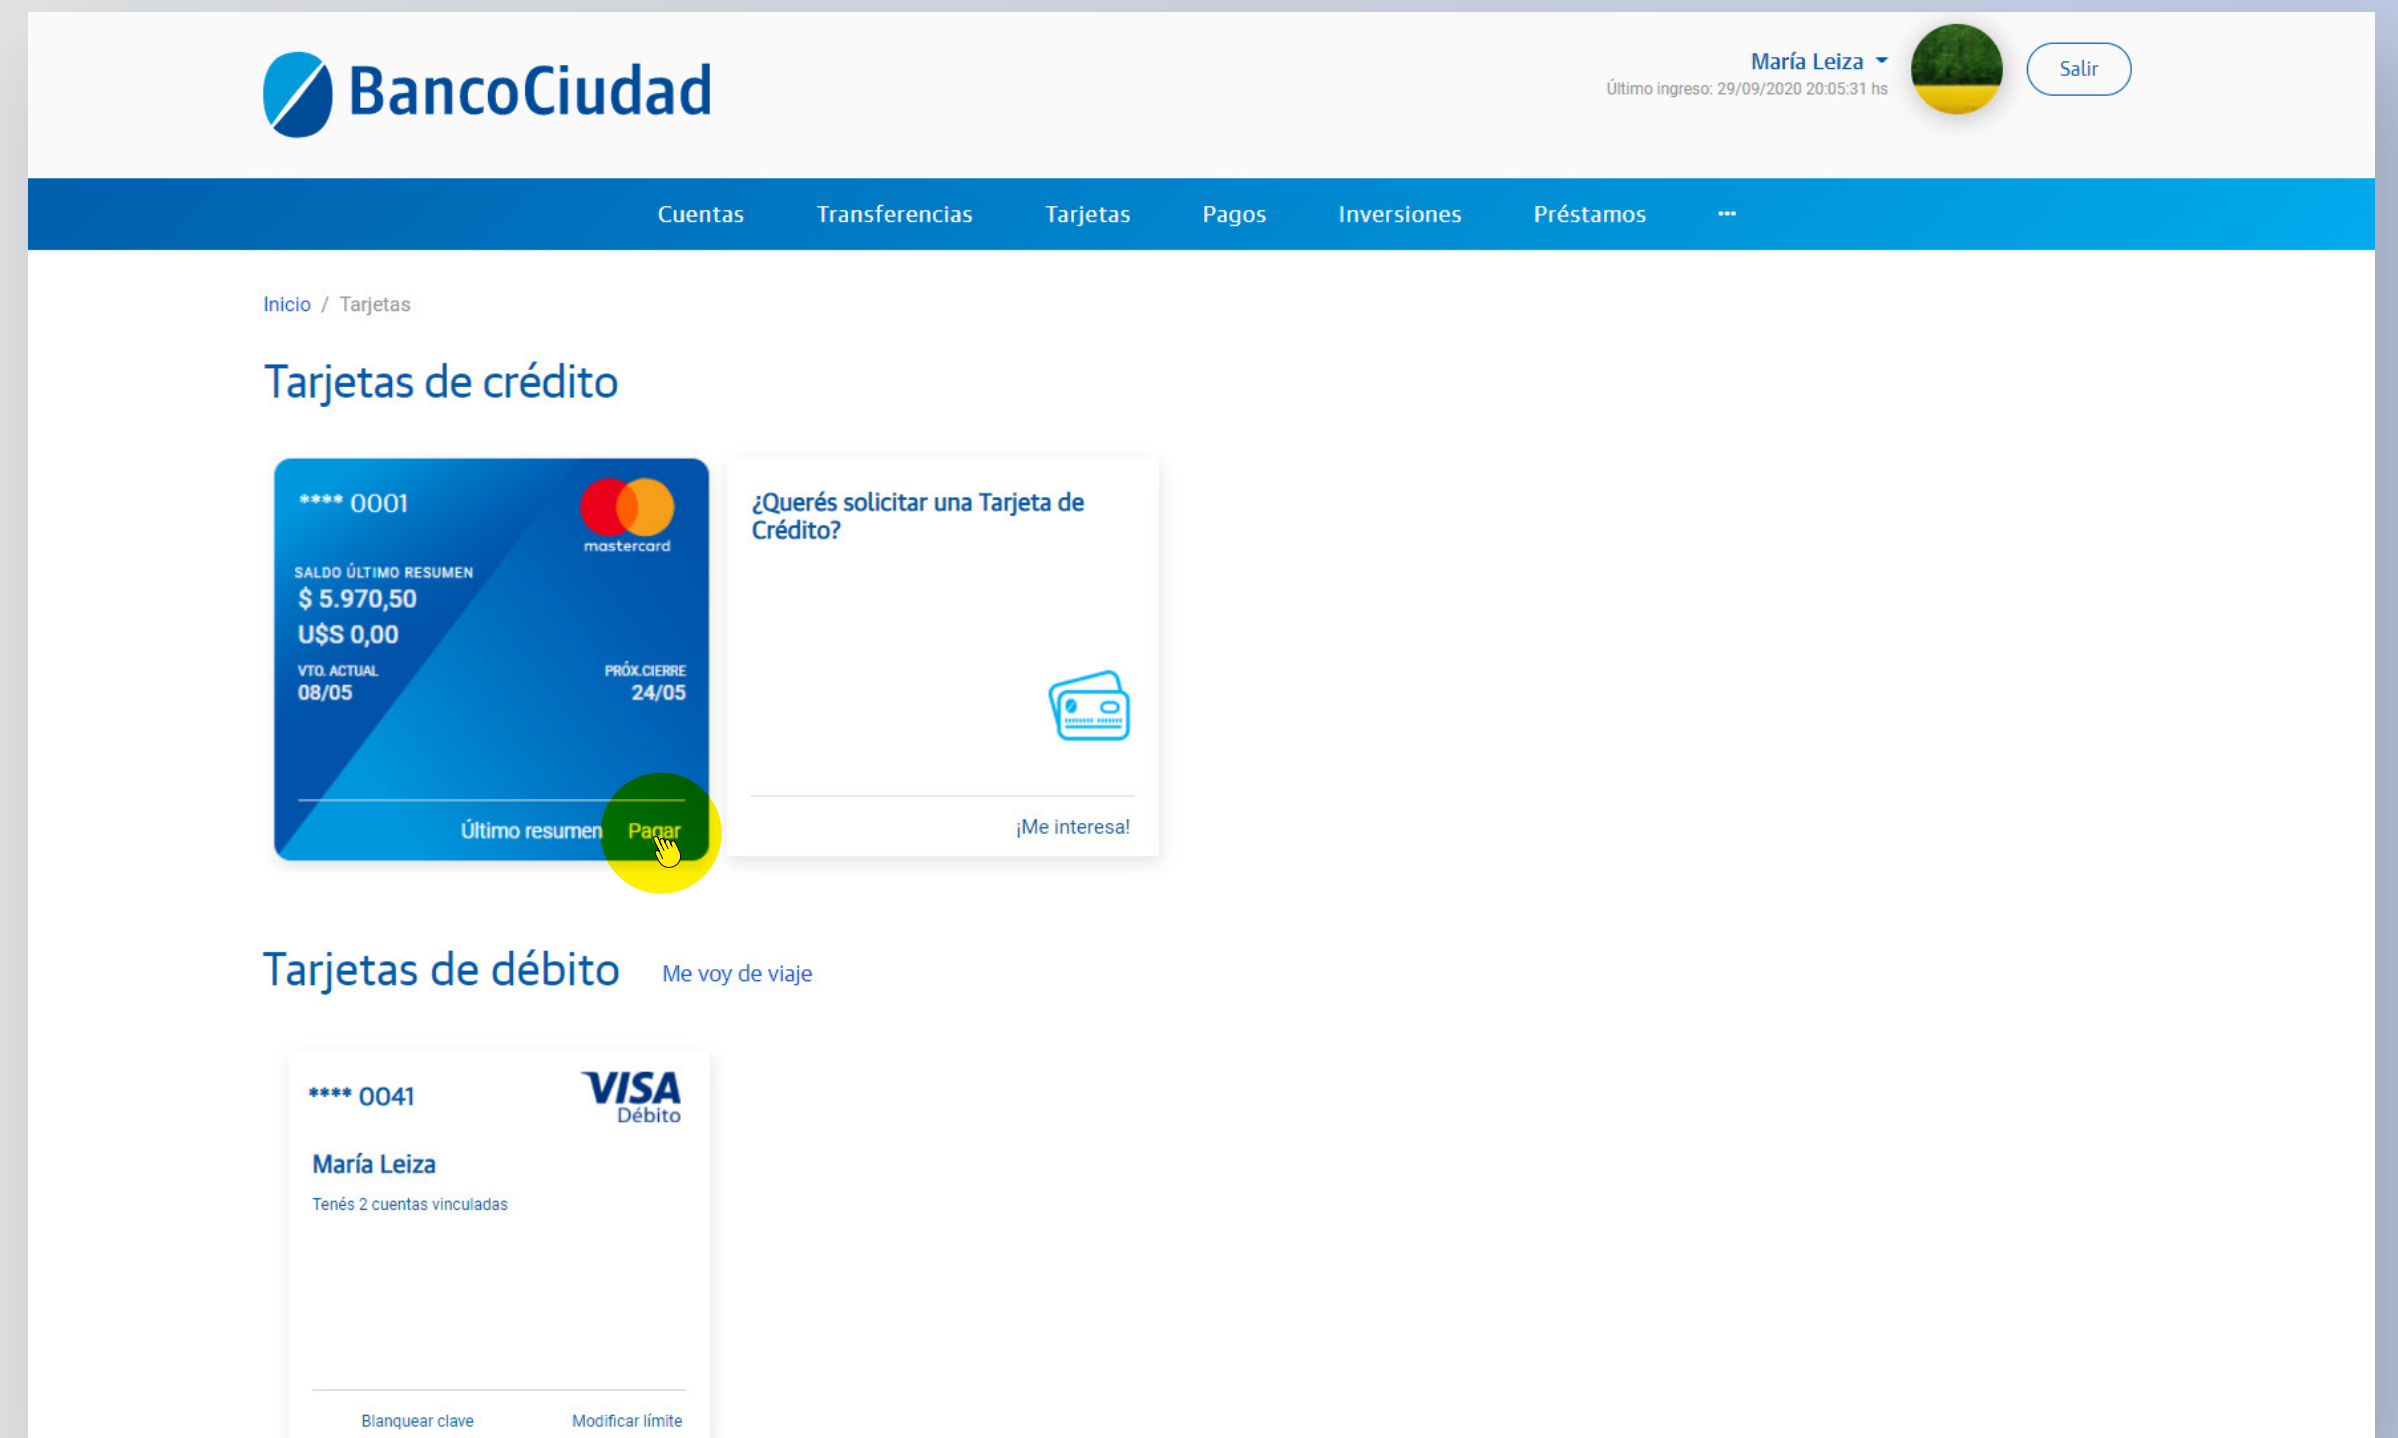 BancoCiudad
María Leiza
Último ingreso: 29/09/2020 20:05:31 hs
Salir
Cuentas Transferencias Tarjetas Pagos Inversiones Préstamos ···
Inicio / Tarjetas
Tarjetas de crédito
**** 0001
mastercard
SALDO ÚLTIMO RESUMEN
$ 5.970,50
U$S 0,00
VTO. ACTUAL PRÓX.CIERRE
08/05 24/05
Último resumen Pagar
¿Querés solicitar una Tarjeta de
Crédito?
¡Me interesa!
Tarjetas de débito Me voy de viaje
**** 0041
VISA
Débito
María Leiza
Tenés 2 cuentas vinculadas
Blanquear clave Modificar límite